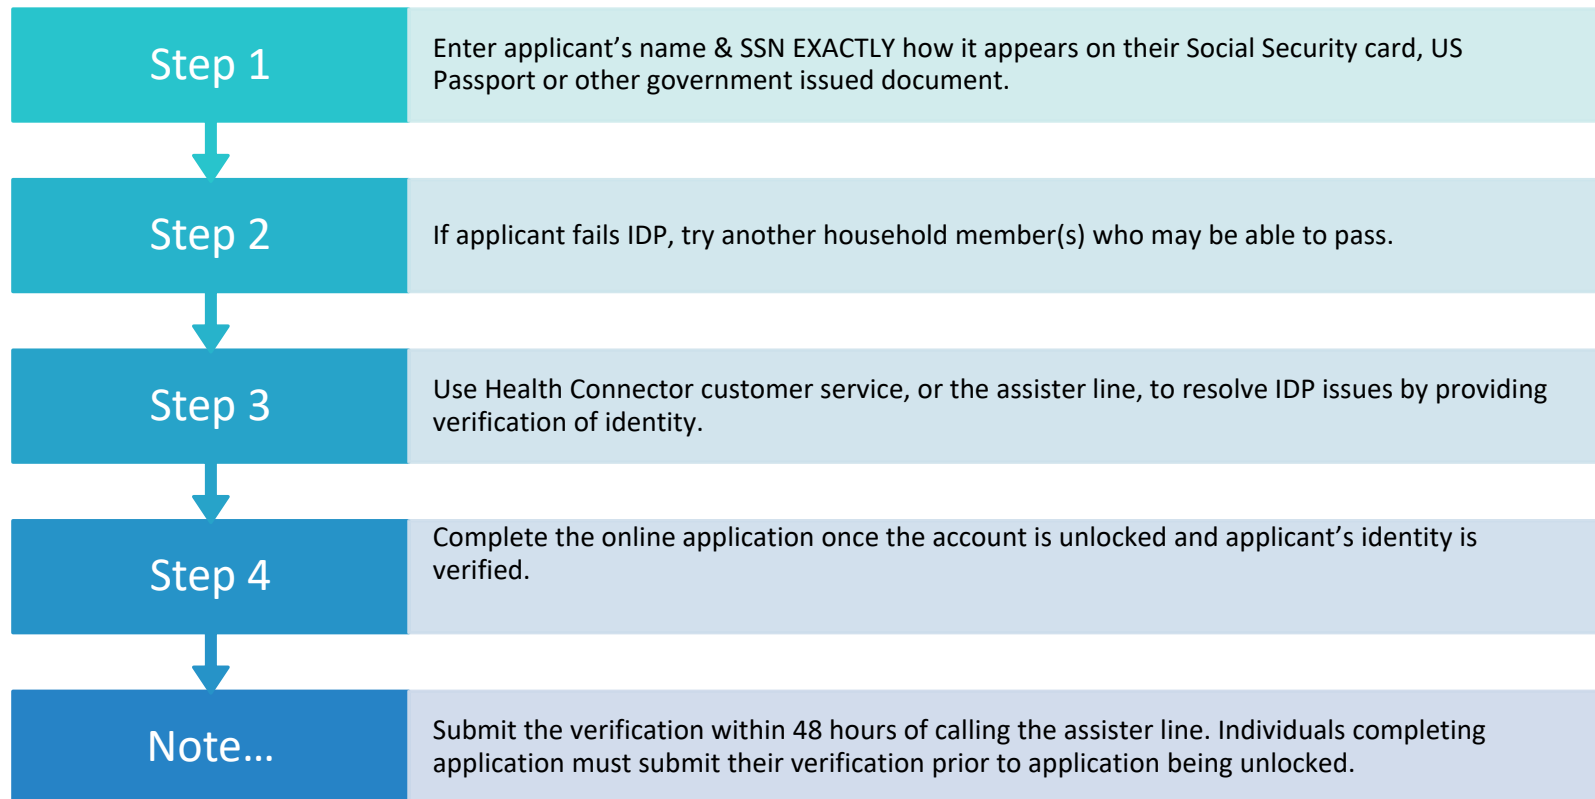 Step 1
Enter applicant’s name & SSN EXACTLY how it appears on their Social Security card, US
Passport or other government issued document.
Step 2
If applicant fails IDP, try another household member(s) who may be able to pass.
Step 3
Use Health Connector customer service, or the assister line, to resolve IDP issues by providing
verification of identity.
Step 4
Complete the online application once the account is unlocked and applicant’s identity is
verified.
Note...
Submit the verification within 48 hours of calling the assister line. Individuals completing
application must submit their verification prior to application being unlocked.